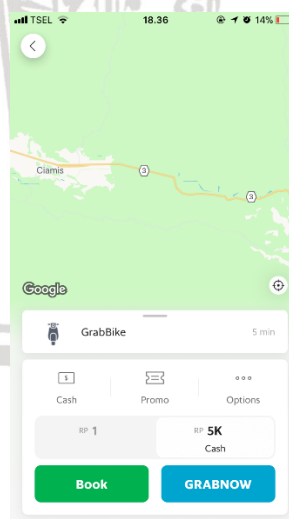 TSEL 18.36 14%
Ciamis
3
3
Google
GrabBike 5 min
$
Cash Promo Options
RP 1 RP 5K
Cash
Book GRABNOW